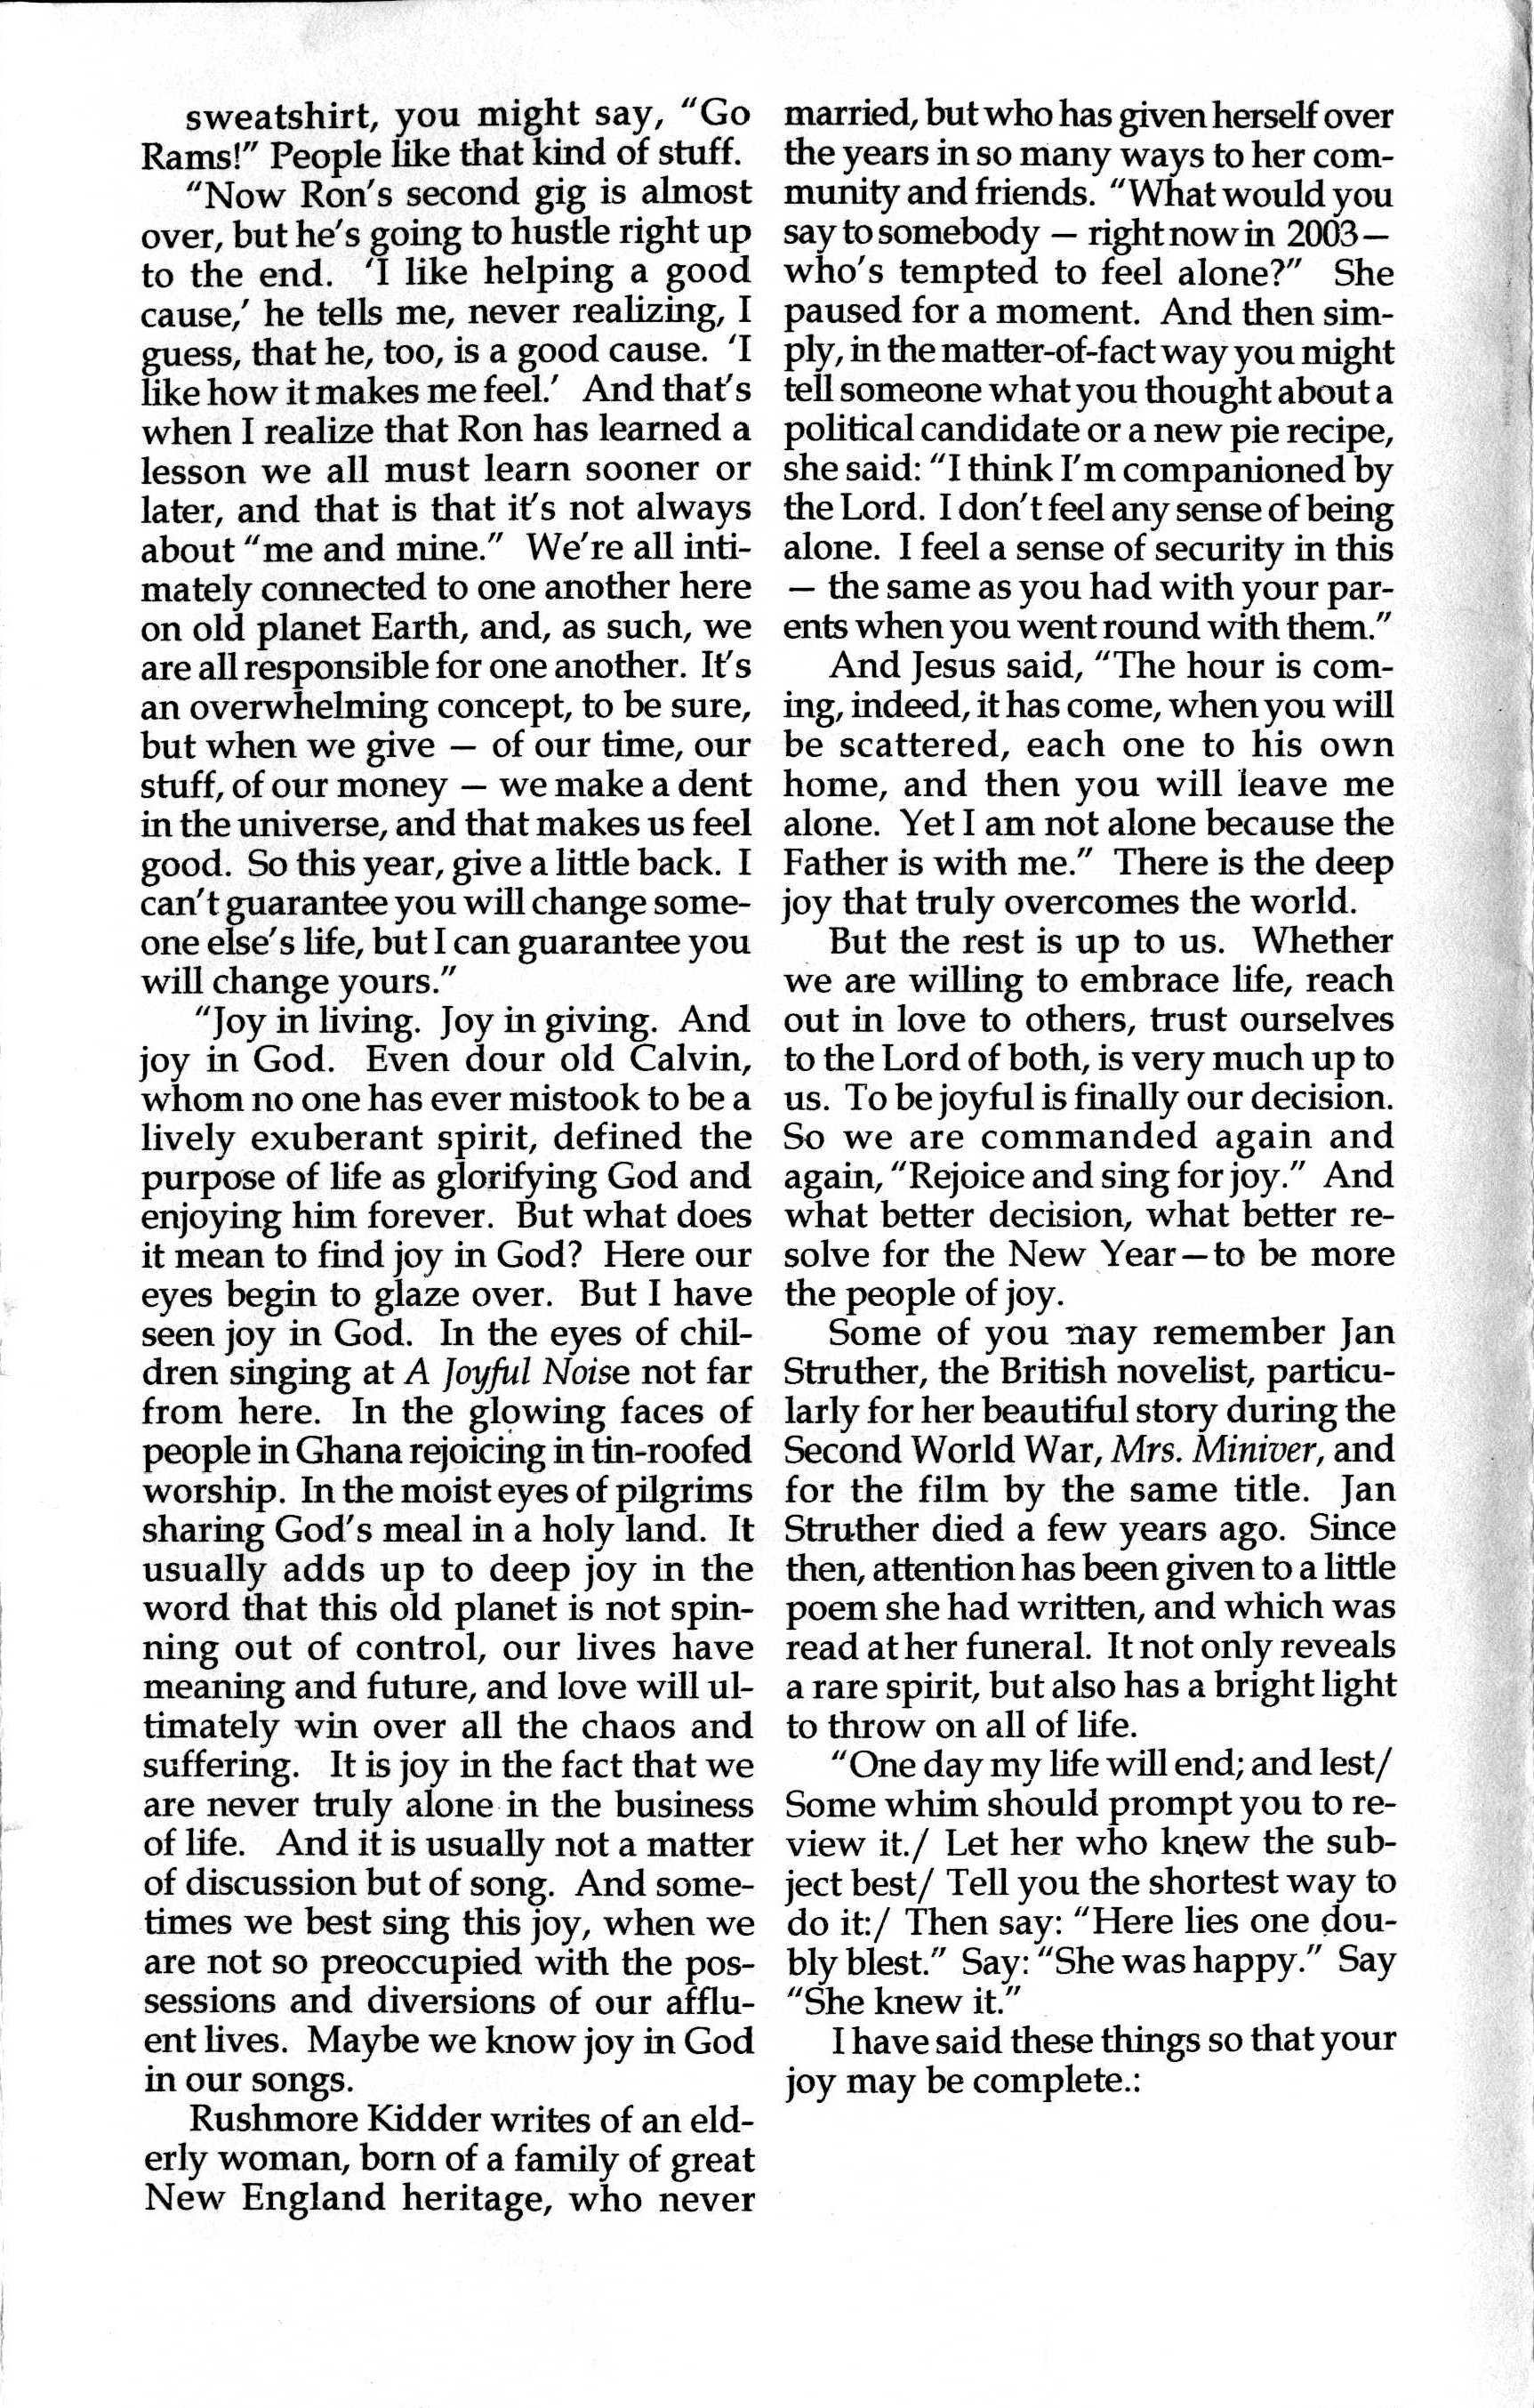 sweatshirt, you might say, “Go
Rams!” People like that kind of stuff.
“Now Ron’s second gig is almost
over, but he’s going to hustle right up
to the end. ‘I like helping a good
cause,’ he tells me, never realizing, I
guess, that he, too, is a good cause. ‘I
like how it makes me feel.’ And that’s
when I realize that Ron has learned a
lesson we all must learn sooner or
later, and that is that it’s not always
about “me and mine.” We’re all inti-
mately connected to one another here
on old planet Earth, and, as such, we
are all responsible for one another. It’s
an overwhelming concept, to be sure,
but when we give — of our time, our
stuff, of our money — we make a dent
in the universe, and that makes us feel
good. So this year, give a little back. I
can’t guarantee you will change some-
one else’s life, but I can guarantee you
will change yours.”
“Joy in living. Joy in giving. And
joy in God. Even dour old Calvin,
whom no one has ever mistook to be a
lively exuberant spirit, defined the
purpose of life as glorifying God and
enjoying him forever. But what does
it mean to find joy in God? Here our
eyes begin to glaze over. But I have
seen joy in God. In the eyes of chil-
dren singing at A Joyful Noise not far
from here. In the glowing faces of
people in Ghana rejoicing in tin-roofed
worship. In the moist eyes of pilgrims
sharing God’s meal in a holy land. It
usually adds up to deep joy in the
word that this old planet is not spin-
ning out of control, our lives have
meaning and future, and love will ul-
timately win over all the chaos and
suffering. It is joy in the fact that we
are never truly alone in the business
of life. And it is usually not a matter
of discussion but of song. And some-
times we best sing this joy, when we
are not so preoccupied with the pos-
sessions and diversions of our afflu-
ent lives. Maybe we know joy in God
in our songs.
Rushmore Kidder writes of an eld-
erly woman, born of a family of great
New England heritage, who never
married, but who has given herself over
the years in so many ways to her com-
munity and friends. “What would you
say to somebody — right now in 2003—
who’s tempted to feel alone?” She
paused for a moment. And then sim-
ply, in the matter-of-fact way you might
tell someone what you thought about a
political candidate or a new pie recipe,
she said: “I think I’m companioned by
the Lord. I don’t feel any sense of being
alone. I feel a sense of security in this
— the same as you had with your par-
ents when you went round with them.”
And Jesus said, “The hour is com-
ing, indeed, it has come, when you will
be scattered, each one to his own
home, and then you will leave me
alone. Yet I am not alone because the
Father is with me.” There is the deep
joy that truly overcomes the world.
But the rest is up to us. Whether
we are willing to embrace life, reach
out in love to others, trust ourselves
to the Lord of both, is very much up to
us. To be joyful is finally our decision.
So we are commanded again and
again, “Rejoice and sing for joy.” And
what better decision, what better re-
solve for the New Year—to be more
the people of joy.
Some of you may remember Jan
Struther, the British novelist, particu-
larly for her beautiful story during the
Second World War, Mrs. Miniver, and
for the film by the same title. Jan
Struther died a few years ago. Since
then, attention has been given to a little
poem she had written, and which was
read at her funeral. It not only reveals
a rare spirit, but also has a bright light
to throw on all of life.
“One day my life will end; and lest/
Some whim should prompt you to re-
view it./ Let her who knew the sub-
ject best/ Tell you the shortest way to
do it:/ Then say: “Here lies one dou-
bly blest.” Say: “She was happy.” Say
“She knew it.”
I have said these things so that your
joy may be complete.: